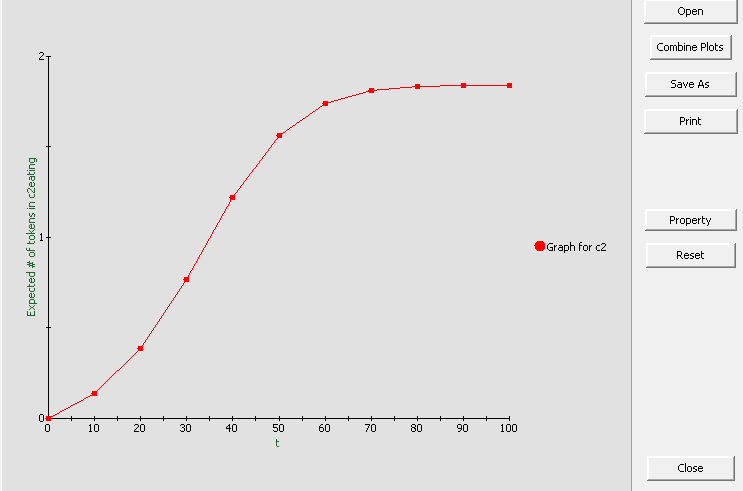 Open
Combine Plots
Save As
Print
Property
Reset
Close
2
1
0
Expected # of tokens in c2eating
0 10 20 30 40 50 60 70 80 90 100
t
Graph for c2